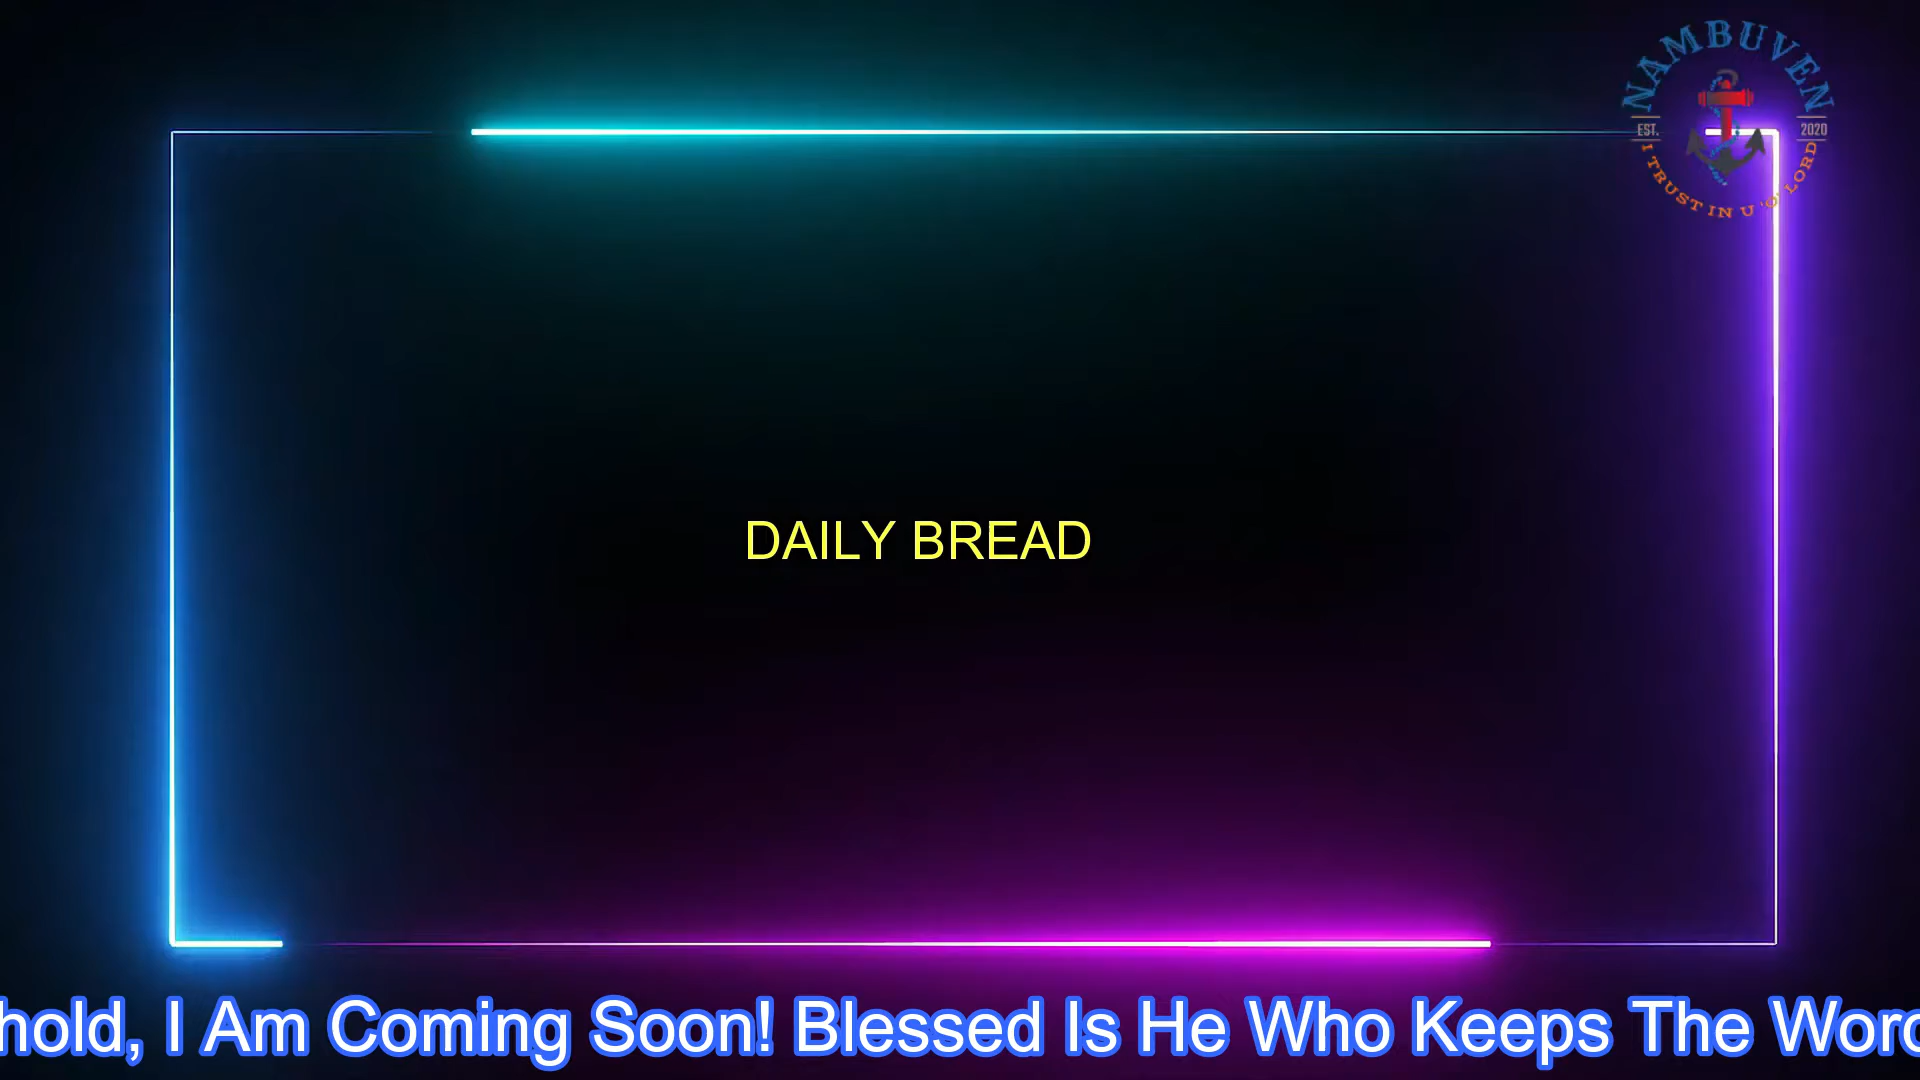 NAMBUVEN
EST. 2020
I TRUST IN U 'O' LORD
DAILY BREAD
hold, I Am Coming Soon! Blessed Is He Who Keeps The Word